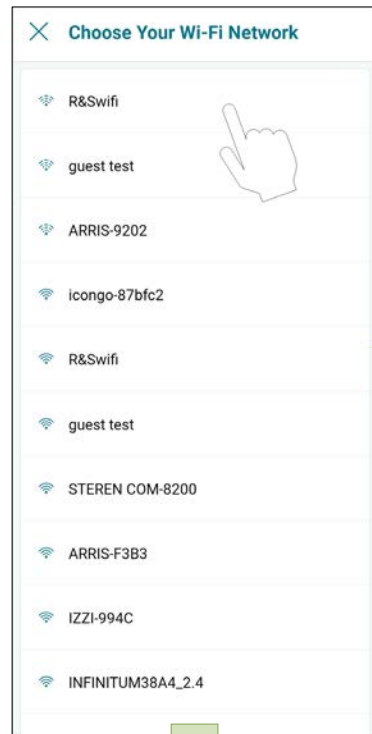 Choose Your Wi-Fi Network
R&Swifi
guest test
ARRIS-9202
icongo-87bfc2
R&Swifi
guest test
STEREN COM-8200
ARRIS-F3B3
IZZI-994C
INFINITUM38A4_2.4